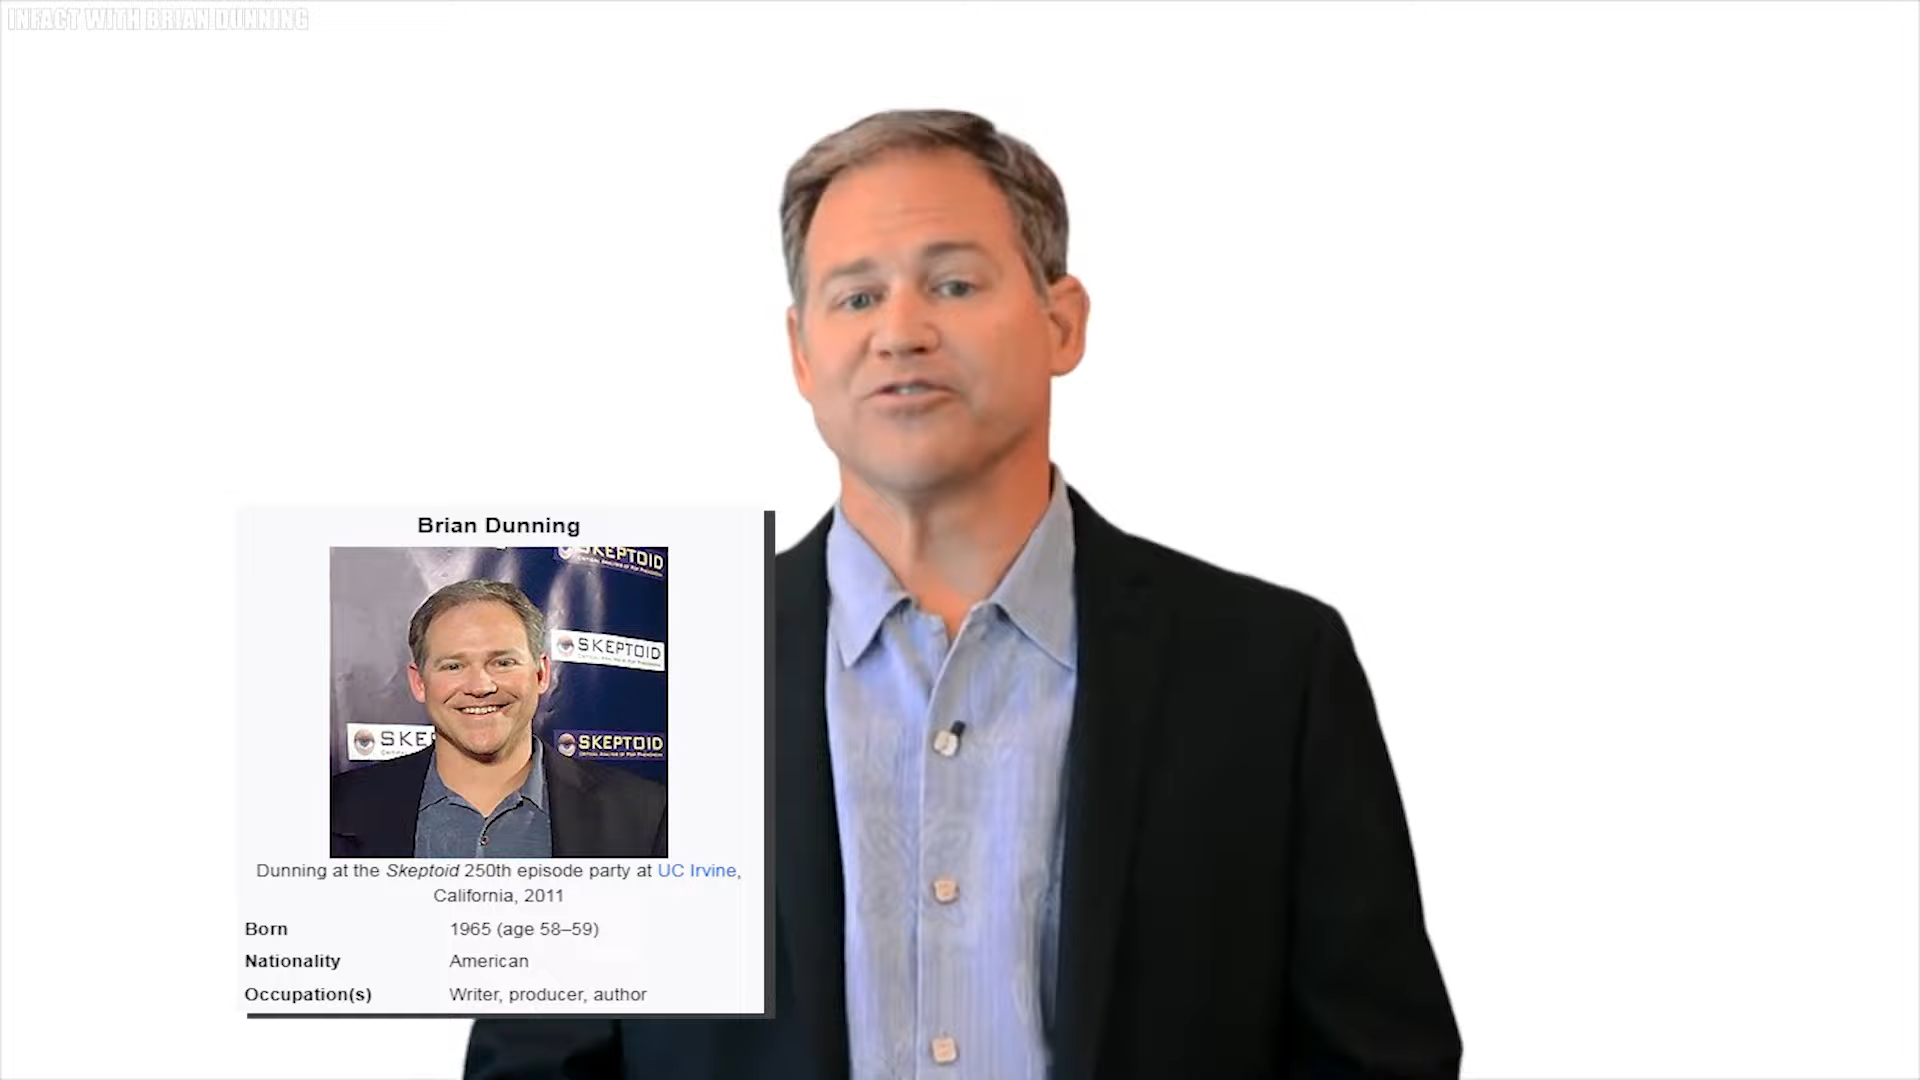 INFACT WITH BRIAN DUNNING
Brian Dunning
SKEPTOID
SKEPTOID
SKE
SKEPTOID
Dunning at the Skeptoid 250th episode party at UC Irvine,
California, 2011
Born 1965 (age 58–59)
Nationality American
Occupation(s) Writer, producer, author